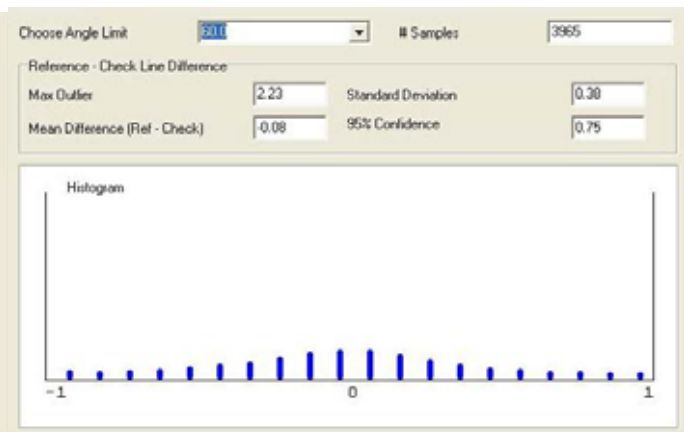 Choose Angle Limit 60.0 # Samples 3965
Reference - Check Line Difference
Max Outlier 2.23 Standard Deviation 0.38
Mean Difference (Ref - Check) -0.08 95% Confidence 0.75
Histogram
-1 0 1